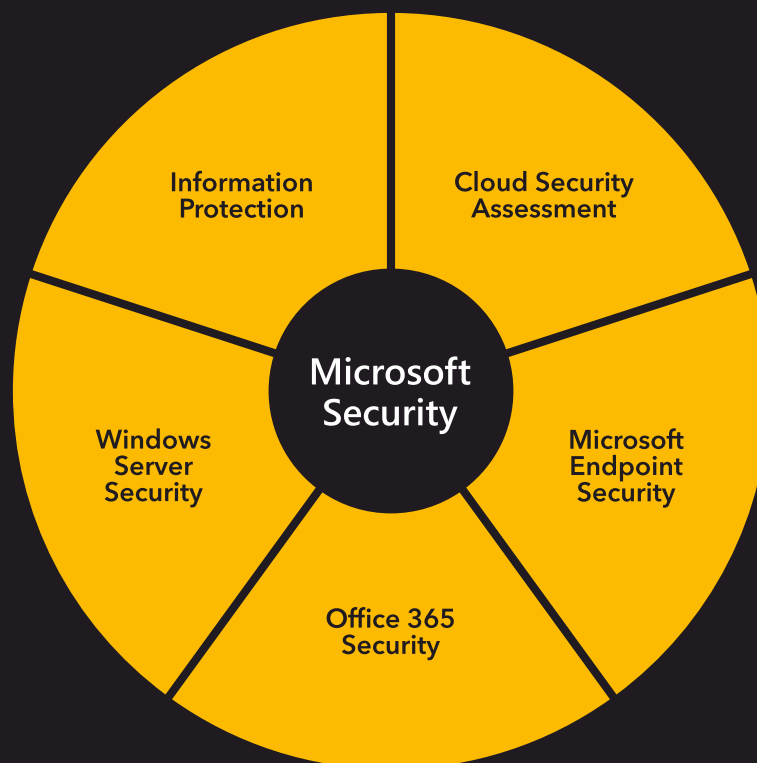 Information
Protection
Cloud Security
Assessment
Microsoft
Security
Windows
Server
Security
Microsoft
Endpoint
Security
Office 365
Security